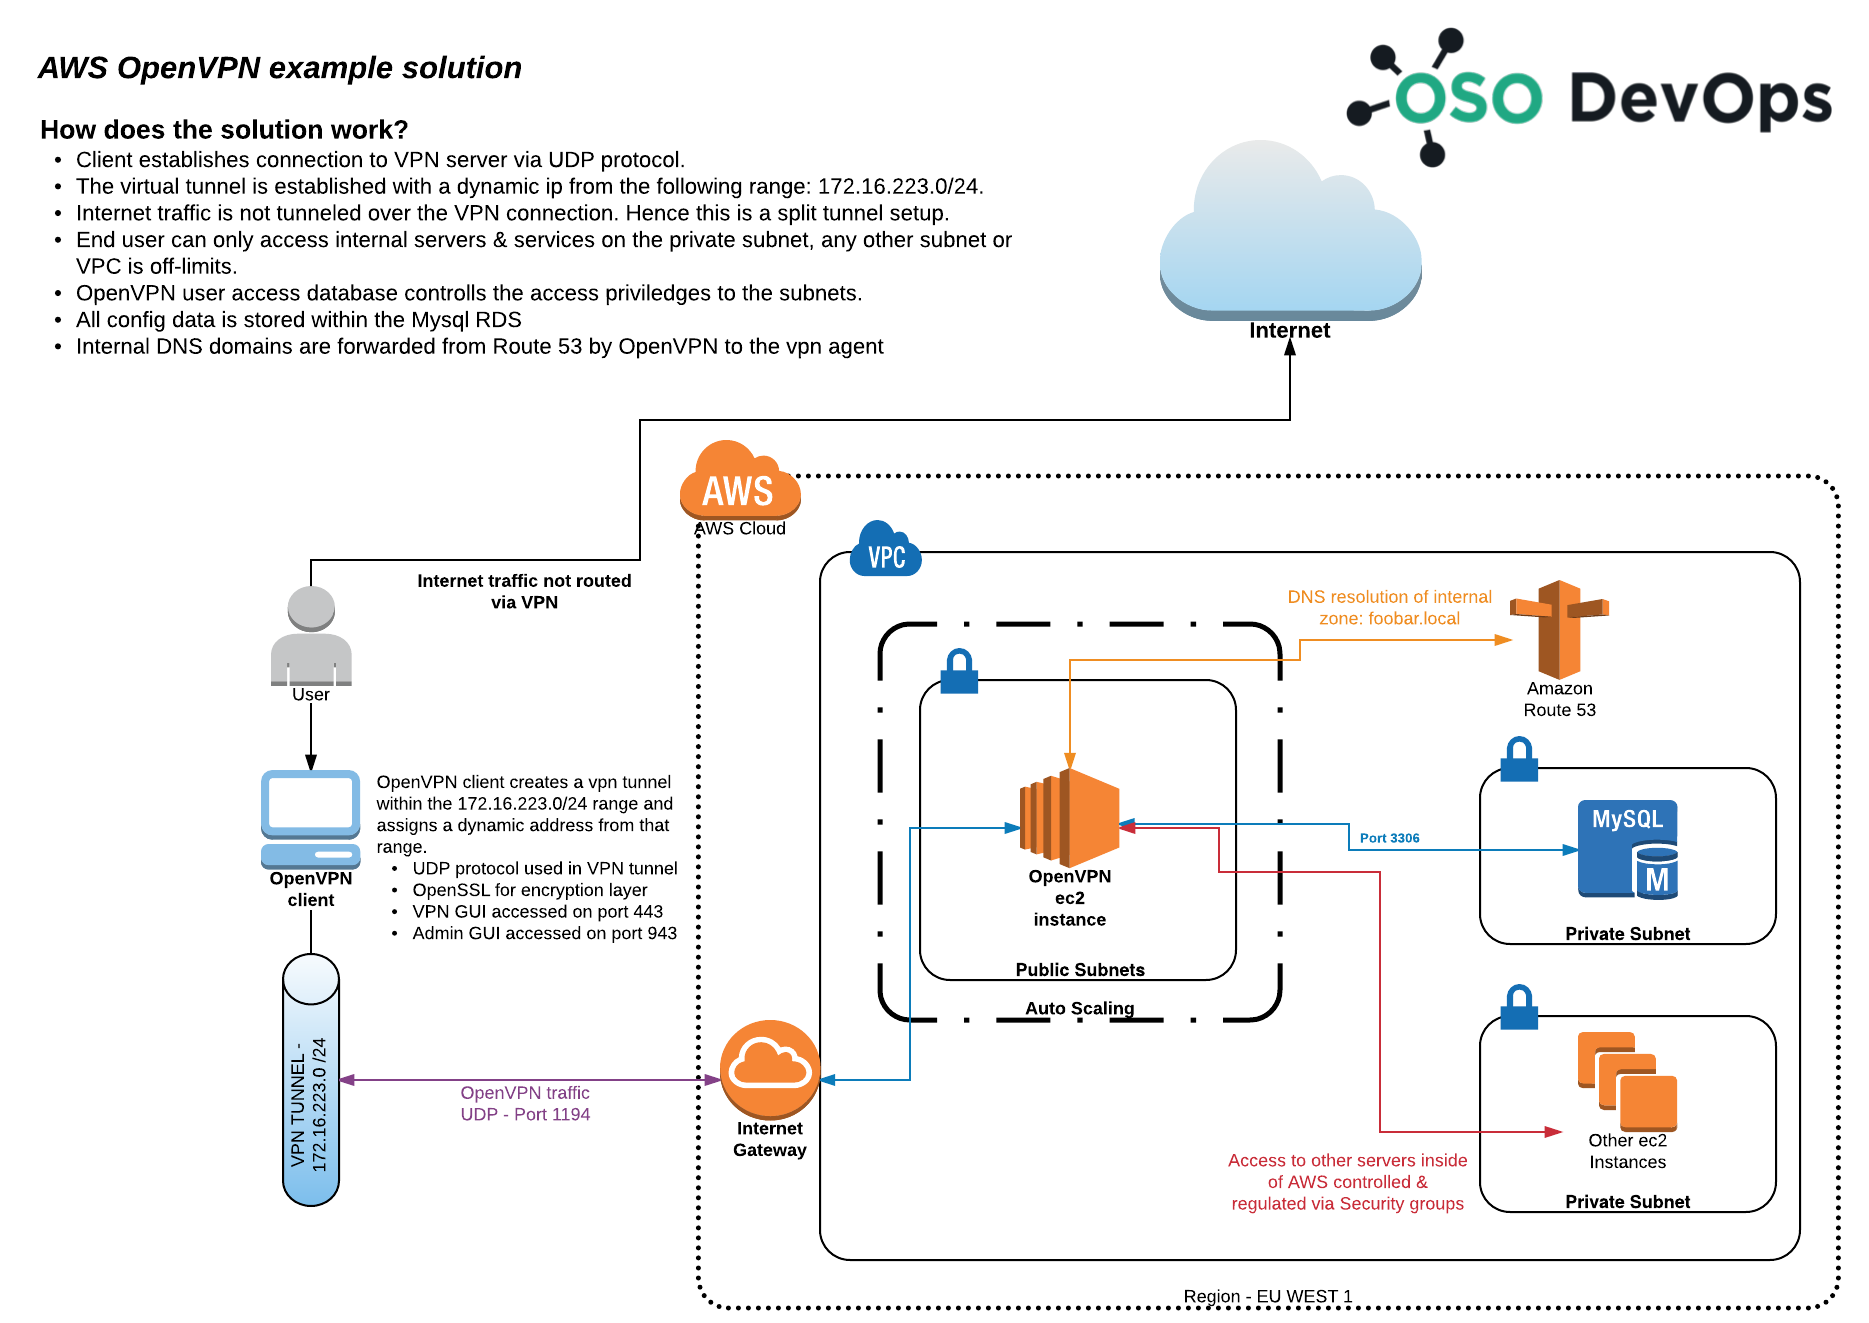 AWS OpenVPN example solution
OSO DevOps
How does the solution work?
• Client establishes connection to VPN server via UDP protocol.
• The virtual tunnel is established with a dynamic ip from the following range: 172.16.223.0/24.
• Internet traffic is not tunneled over the VPN connection. Hence this is a split tunnel setup.
• End user can only access internal servers & services on the private subnet, any other subnet or
VPC is off-limits.
• OpenVPN user access database controlls the access priviledges to the subnets.
• All config data is stored within the Mysql RDS
• Internal DNS domains are forwarded from Route 53 by OpenVPN to the vpn agent
Internet
AWS
AWS Cloud
VPC
Internet traffic not routed
via VPN
User
DNS resolution of internal
zone: foobar.local
Amazon
Route 53
OpenVPN client creates a vpn tunnel
within the 172.16.223.0/24 range and
assigns a dynamic address from that
range.
• UDP protocol used in VPN tunnel
• OpenSSL for encryption layer
• VPN GUI accessed on port 443
• Admin GUI accessed on port 943
OpenVPN
client
OpenVPN
ec2
instance
Port 3306
MySQL
M
Private Subnet
Public Subnets
Auto Scaling
VPN TUNNEL -
172.16.223.0 /24
OpenVPN traffic
UDP - Port 1194
Internet
Gateway
Other ec2
Instances
Private Subnet
Access to other servers inside
of AWS controlled &
regulated via Security groups
Region - EU WEST 1